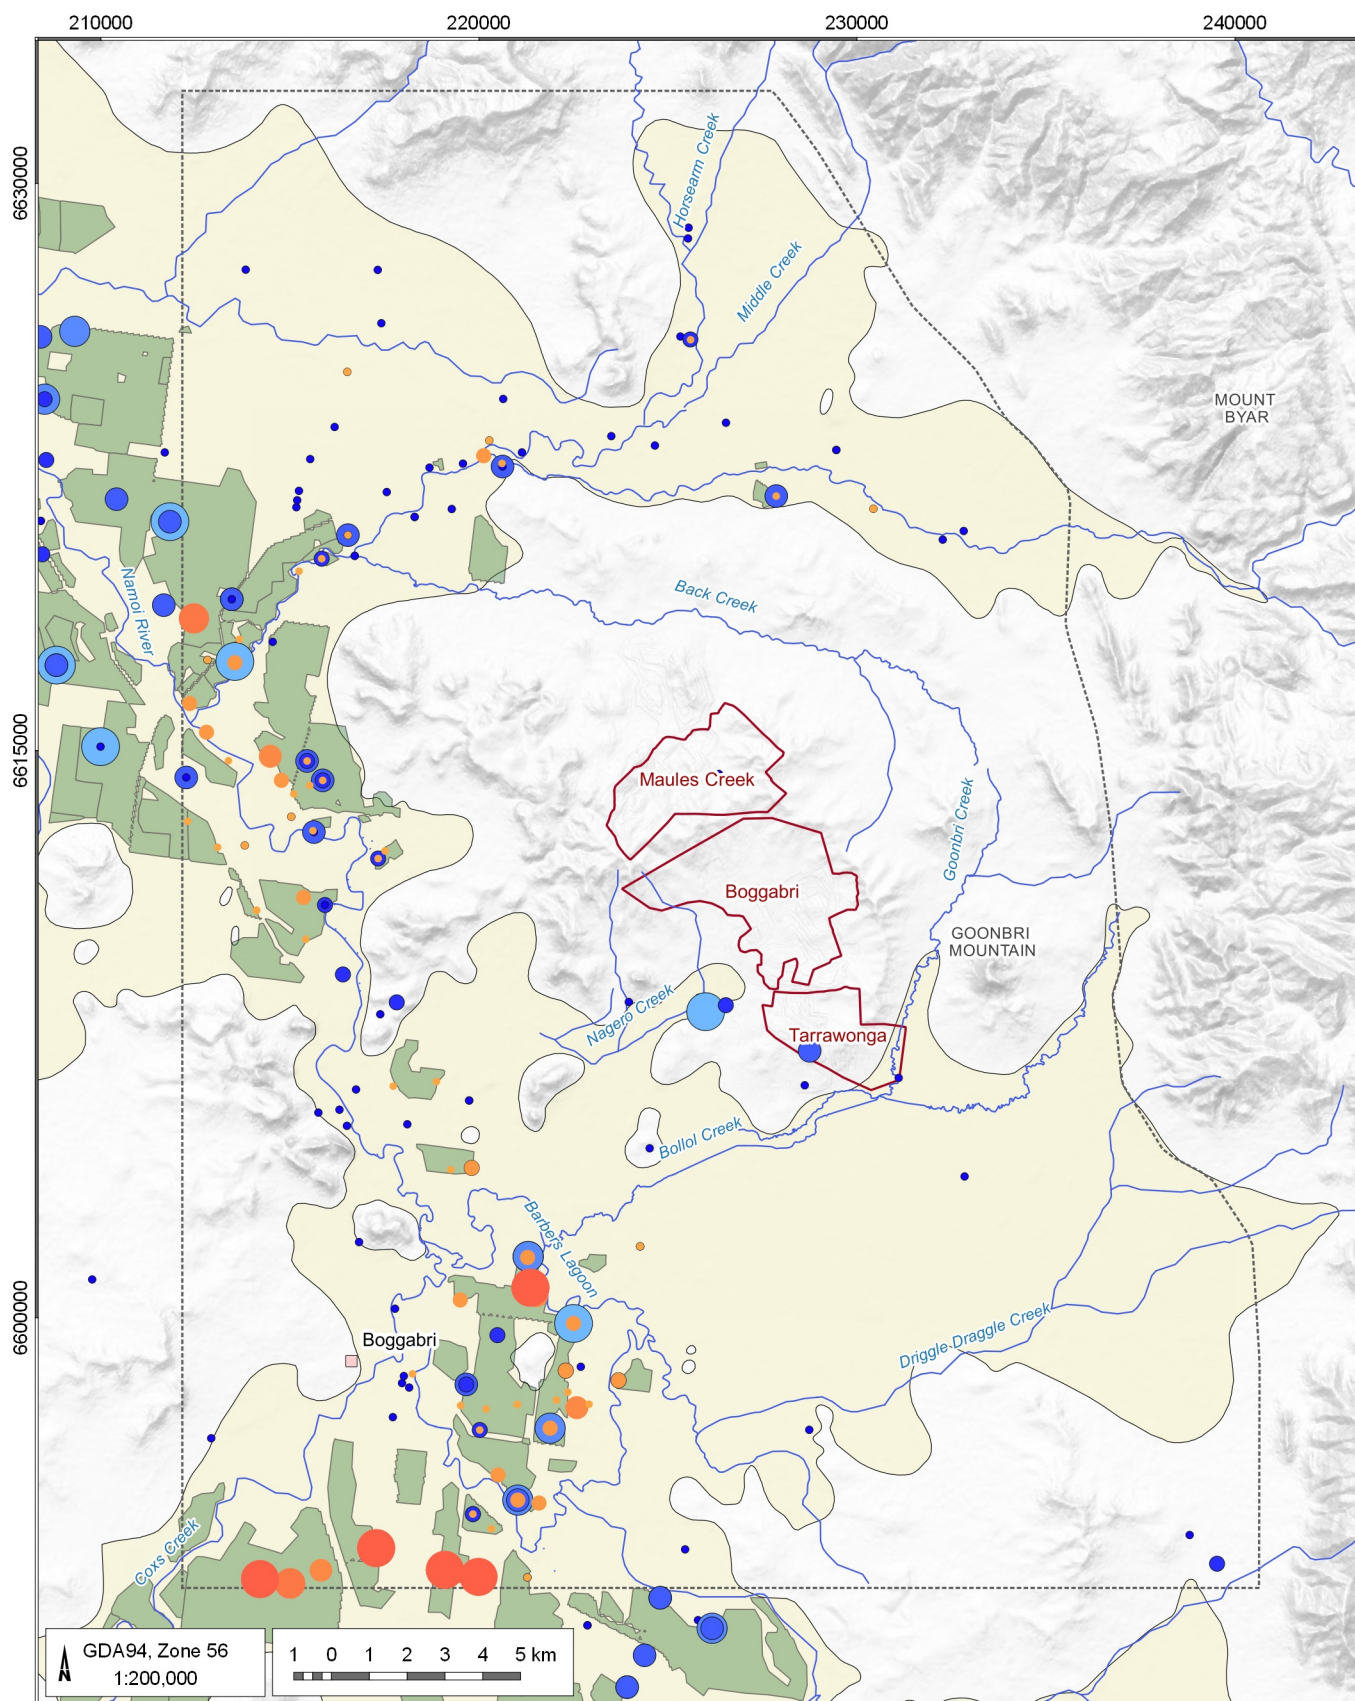 210000
220000
230000
240000
6630000
Horsearm Creek
Middle Creek
MOUNT
BYAR
Namoi River
Back Creek
6615000
Maules Creek
Goonbri Creek
Boggabri
GOONBRI
MOUNTAIN
Nagero Creek
Tarrawonga
Bollol Creek
Barbers Lagoon
6600000
Boggabri
Driggle Draggle Creek
Coxs Creek
N
GDA94, Zone 56
1:200,000
1 0 1 2 3 4 5 km